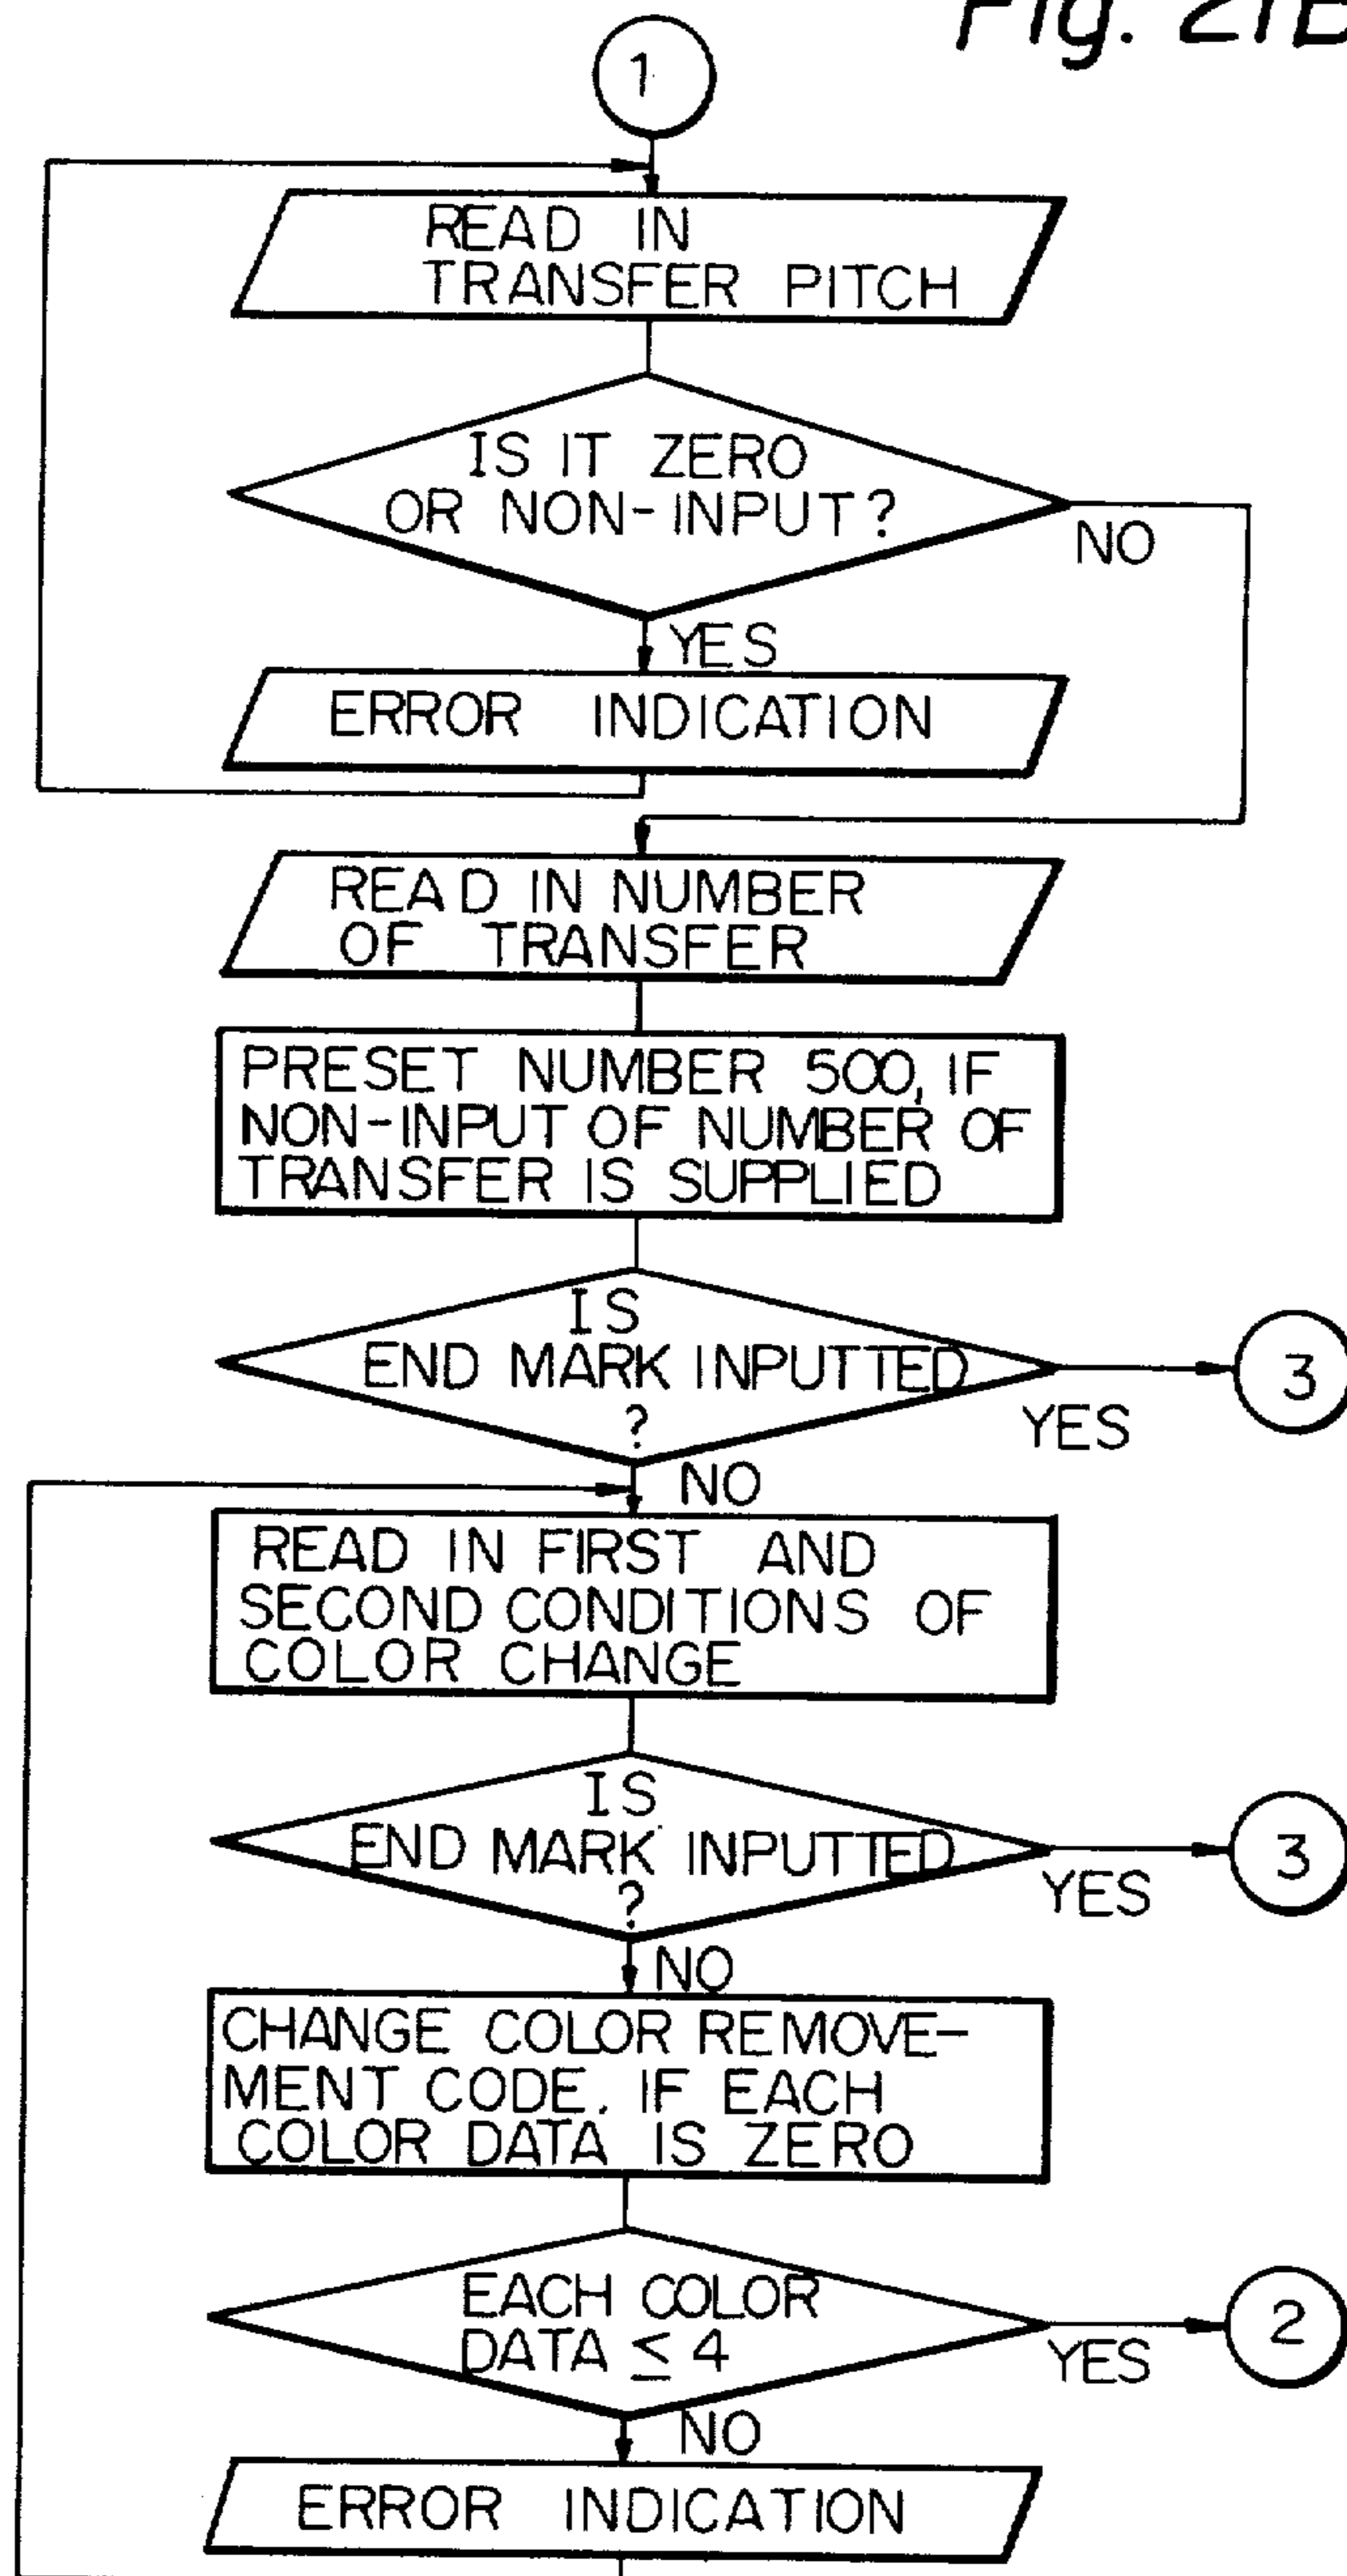 Fig. 21B
1
READ IN
TRANSFER PITCH
IS IT ZERO
OR NON-INPUT?
NO
YES
ERROR INDICATION
READ IN NUMBER
OF TRANSFER
PRESET NUMBER 500, IF
NON-INPUT OF NUMBER OF
TRANSFER IS SUPPLIED
IS
END MARK INPUTTED
?
3
YES
NO
READ IN FIRST AND
SECOND CONDITIONS OF
COLOR CHANGE
IS
END MARK INPUTTED
?
3
YES
NO
CHANGE COLOR REMOVE-
MENT CODE. IF EACH
COLOR DATA IS ZERO
EACH COLOR
DATA ≤ 4
2
YES
NO
ERROR INDICATION